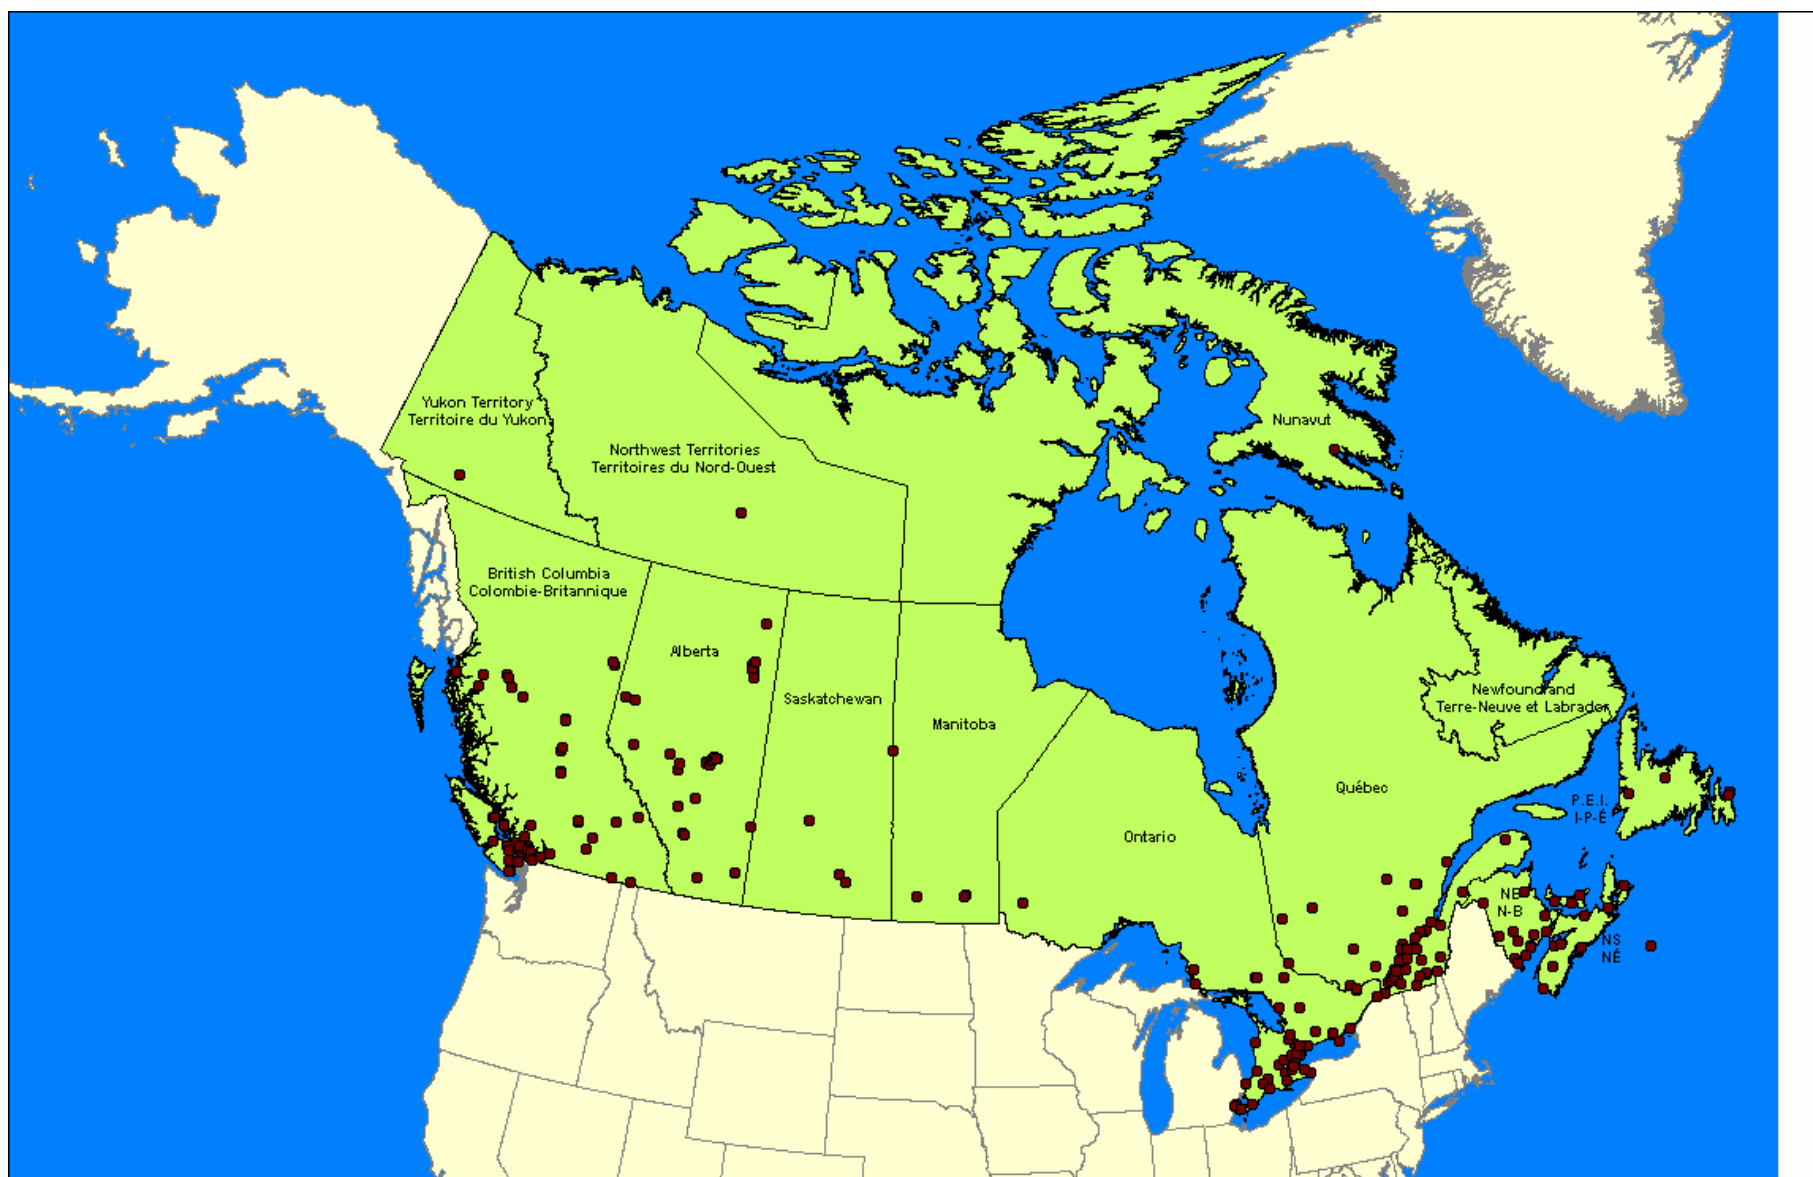 Yukon Territory
Territoire du Yukon
Northwest Territories
Territoires du Nord-Ouest
Nunavut
British Columbia
Colombie-Britannique
Alberta
Saskatchewan
Manitoba
Newfoundland
Terre-Neuve et Labrador
Québec
P.E.I.
I-P-É
Ontario
NB
N-B
NS
NÉ